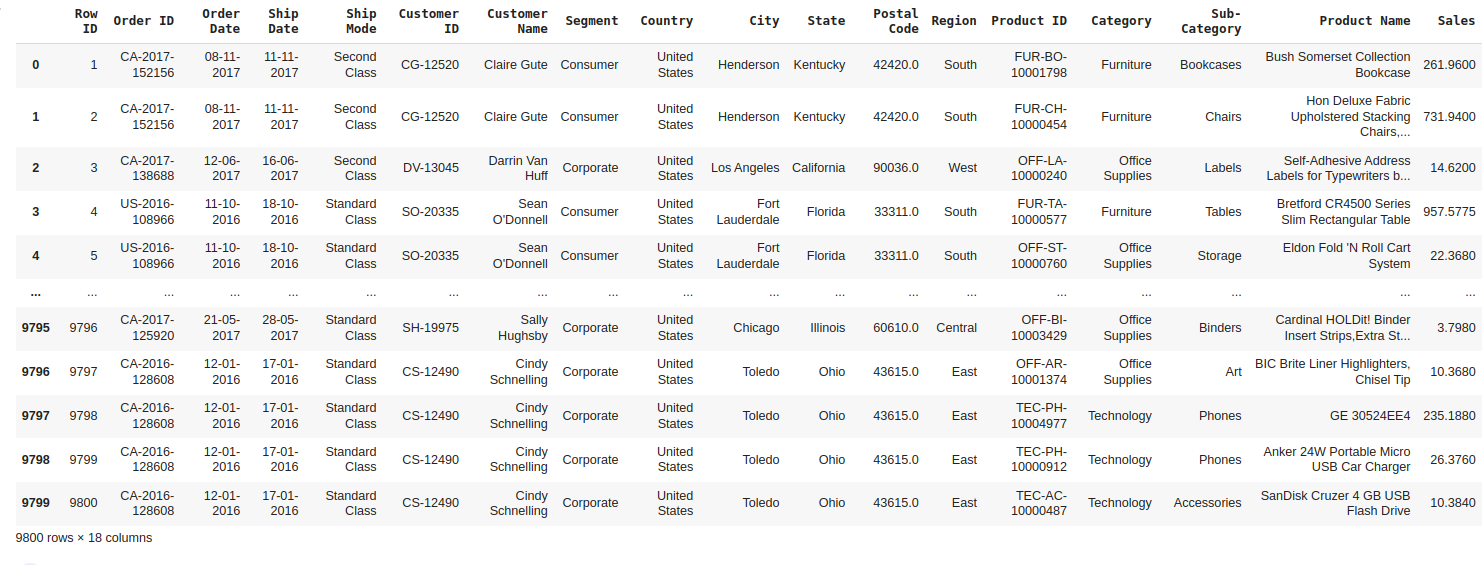 Row ID Order ID Order Date Ship Date Ship Mode Customer ID Customer Name Segment Country City State Postal Code Region Product ID Category Sub-Category Product Name Sales
0 1 CA-2017-152156 08-11-2017 11-11-2017 Second Class CG-12520 Claire Gute Consumer United States Henderson Kentucky 42420.0 South FUR-BO-10001798 Furniture Bookcases Bush Somerset Collection Bookcase 261.9600
1 2 CA-2017-152156 08-11-2017 11-11-2017 Second Class CG-12520 Claire Gute Consumer United States Henderson Kentucky 42420.0 South FUR-CH-10000454 Furniture Chairs Hon Deluxe Fabric Upholstered Stacking Chairs,... 731.9400
2 3 CA-2017-138688 12-06-2017 16-06-2017 Second Class DV-13045 Darrin Van Huff Corporate United States Los Angeles California 90036.0 West OFF-LA-10000240 Office Supplies Labels Self-Adhesive Address Labels for Typewriters b... 14.6200
3 4 US-2016-108966 11-10-2016 18-10-2016 Standard Class SO-20335 Sean O'Donnell Consumer United States Fort Lauderdale Florida 33311.0 South FUR-TA-10000577 Furniture Tables Bretford CR4500 Series Slim Rectangular Table 957.5775
4 5 US-2016-108966 11-10-2016 18-10-2016 Standard Class SO-20335 Sean O'Donnell Consumer United States Fort Lauderdale Florida 33311.0 South OFF-ST-10000760 Office Supplies Storage Eldon Fold 'N Roll Cart System 22.3680
... ... ... ... ... ... ... ... ... ... ... ... ... ... ... ... ... ... ...
9795 9796 CA-2017-125920 21-05-2017 28-05-2017 Standard Class SH-19975 Sally Hughsby Corporate United States Chicago Illinois 60610.0 Central OFF-BI-10003429 Office Supplies Binders Cardinal HOLDit! Binder Insert Strips,Extra St... 3.7980
9796 9797 CA-2016-128608 12-01-2016 17-01-2016 Standard Class CS-12490 Cindy Schnelling Corporate United States Toledo Ohio 43615.0 East OFF-AR-10001374 Office Supplies Art BIC Brite Liner Highlighters, Chisel Tip 10.3680
9797 9798 CA-2016-128608 12-01-2016 17-01-2016 Standard Class CS-12490 Cindy Schnelling Corporate United States Toledo Ohio 43615.0 East TEC-PH-10004977 Technology Phones GE 30524EE4 235.1880
9798 9799 CA-2016-128608 12-01-2016 17-01-2016 Standard Class CS-12490 Cindy Schnelling Corporate United States Toledo Ohio 43615.0 East TEC-PH-10000912 Technology Phones Anker 24W Portable Micro USB Car Charger 26.3760
9799 9800 CA-2016-128608 12-01-2016 17-01-2016 Standard Class CS-12490 Cindy Schnelling Corporate United States Toledo Ohio 43615.0 East TEC-AC-10000487 Technology Accessories SanDisk Cruzer 4 GB USB Flash Drive 10.3840
9800 rows × 18 columns